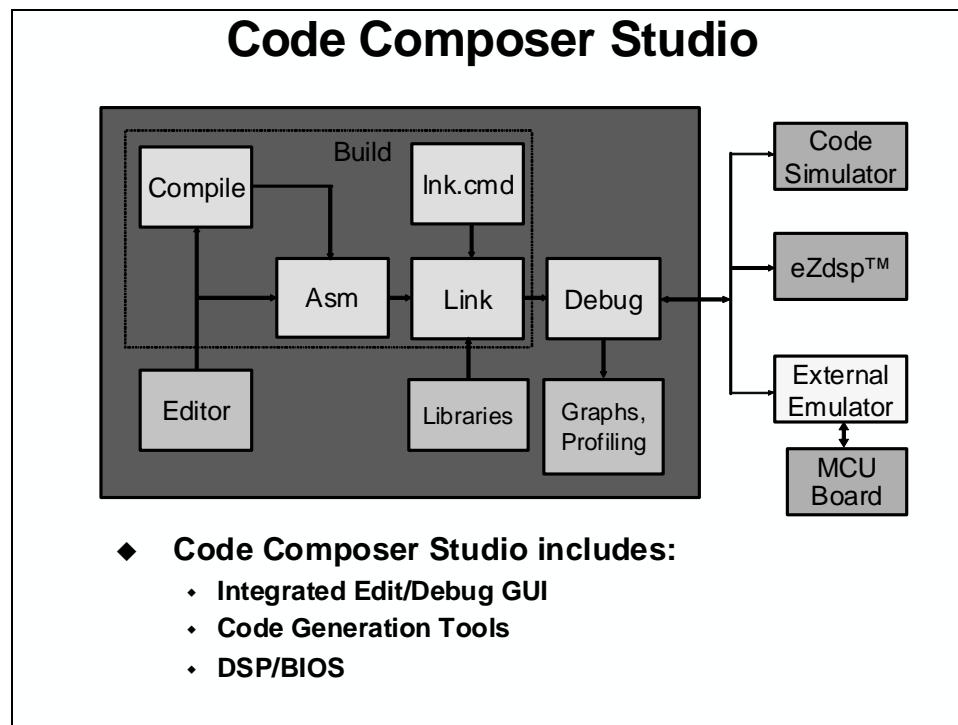 Code Composer Studio
Build
Compile
lnk.cmd
Asm
Link
Debug
Editor
Libraries
Graphs,
Profiling
Code
Simulator
eZdsp™
External
Emulator
MCU
Board
◆ Code Composer Studio includes:
◆ Integrated Edit/Debug GUI
◆ Code Generation Tools
◆ DSP/BIOS